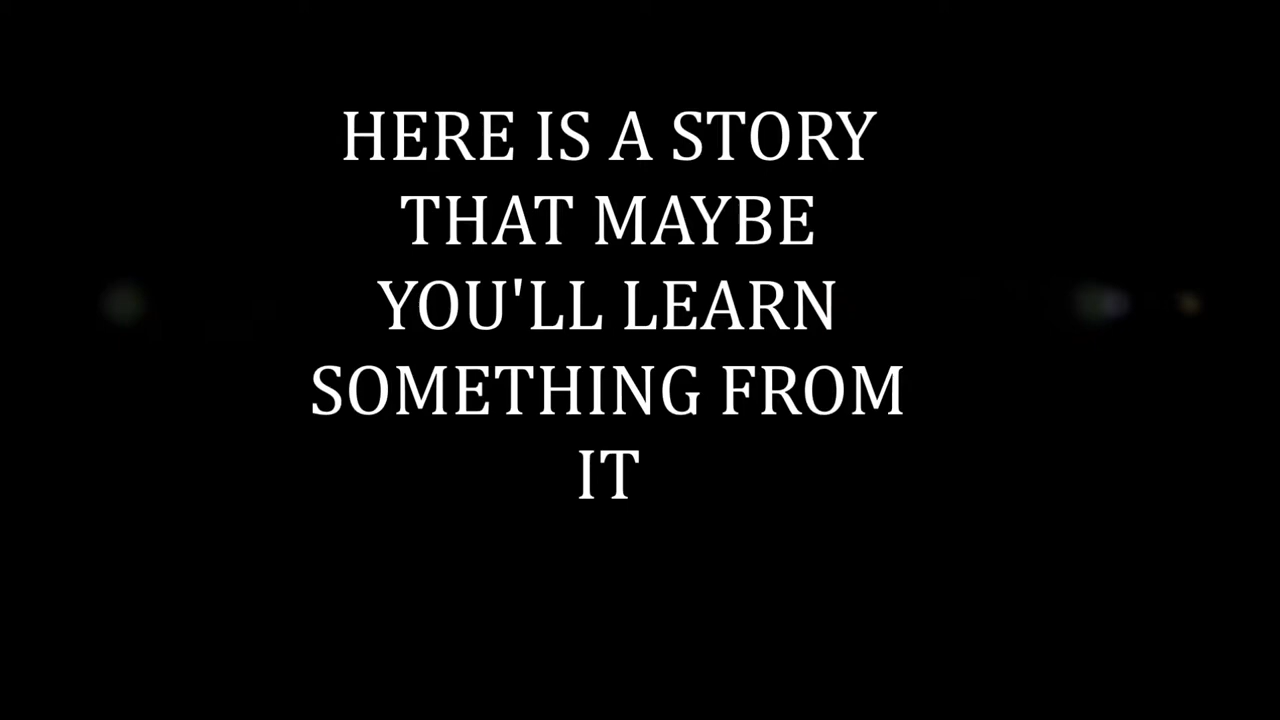 HERE IS A STORY
THAT MAYBE
YOU'LL LEARN
SOMETHING FROM
IT